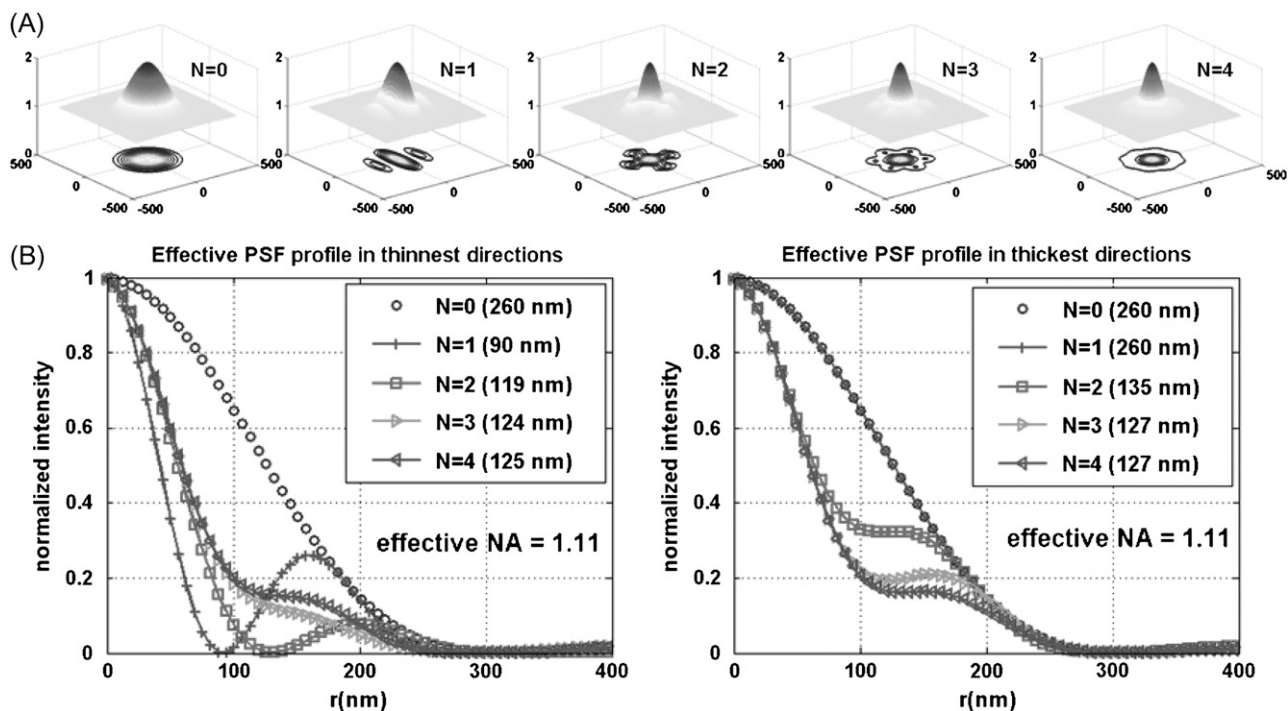 (A)
2
N=0
2
N=1
2
N=2
2
N=3
2
N=4
1
1
1
1
1
0
500
0
500
0
-500
-500
0
500
0
500
0
-500
-500
0
500
0
500
0
-500
-500
0
500
0
500
0
-500
-500
0
500
0
500
0
-500
-500
(B)
Effective PSF profile in thinnest directions
normalized intensity
1
0.8
0.6
0.4
0.2
0
N=0 (260 nm)
N=1 (90 nm)
N=2 (119 nm)
N=3 (124 nm)
N=4 (125 nm)
effective NA = 1.11
0
100
200
300
400
r(nm)
Effective PSF profile in thickest directions
normalized intensity
1
0.8
0.6
0.4
0.2
0
N=0 (260 nm)
N=1 (260 nm)
N=2 (135 nm)
N=3 (127 nm)
N=4 (127 nm)
effective NA = 1.11
0
100
200
300
400
r(nm)